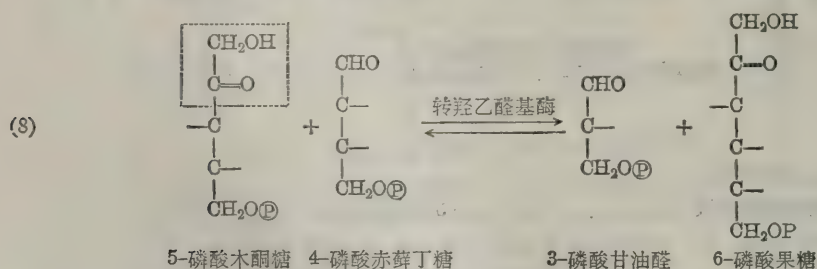 CH₂OH
CH₂OH
C=O
CHO
C=O
(8)
—C
+
C—
转羟乙醛基酶
CHO
+
—C
C—
C—
C—
C—
CH₂OⓅ
CH₂OⓅ
CH₂OⓅ
C—
CH₂OP
5-磷酸木酮糖 4-磷酸赤藓丁糖 3-磷酸甘油醛 6-磷酸果糖